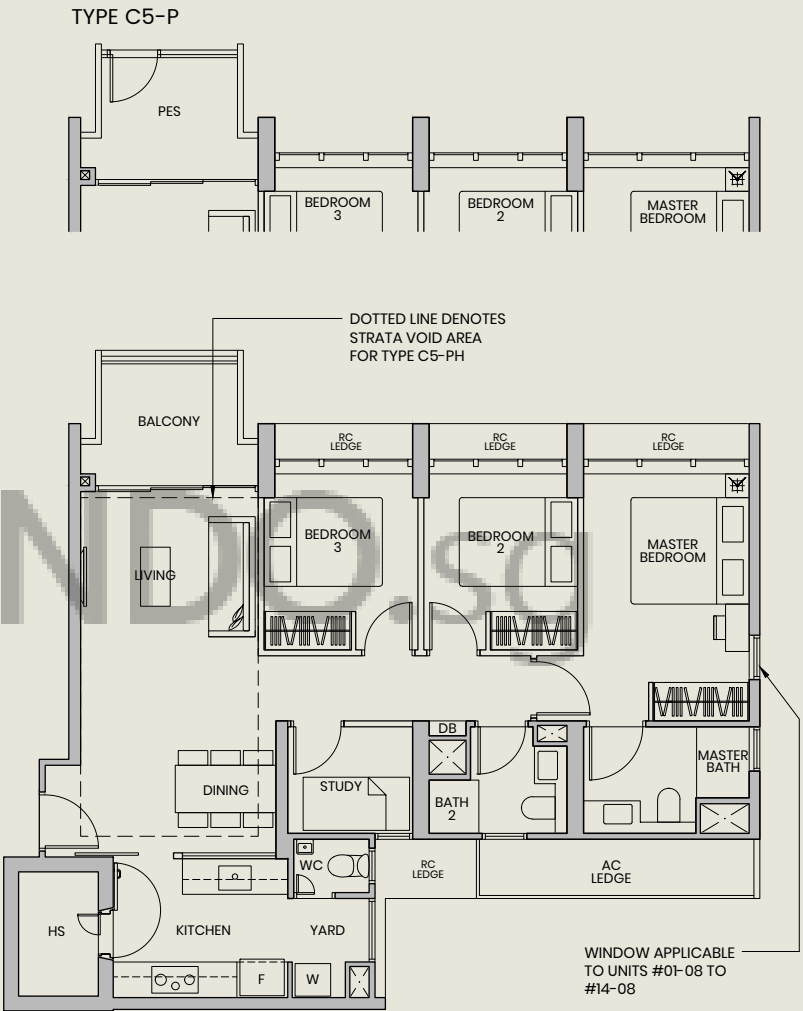 TYPE C5-P
PES
BEDROOM
3
BEDROOM
2
MASTER
BEDROOM
DOTTED LINE DENOTES
STRATA VOID AREA
FOR TYPE C5-PH
BALCONY
RC
LEDGE
RC
LEDGE
RC
LEDGE
NDO.sg
LIVING
BEDROOM
3
BEDROOM
2
MASTER
BEDROOM
DB
MASTER
BATH
DINING
STUDY
BATH
2
WC
RC
LEDGE
AC
LEDGE
HS
KITCHEN
YARD
F
W
WINDOW APPLICABLE
TO UNITS #01-08 TO
#14-08